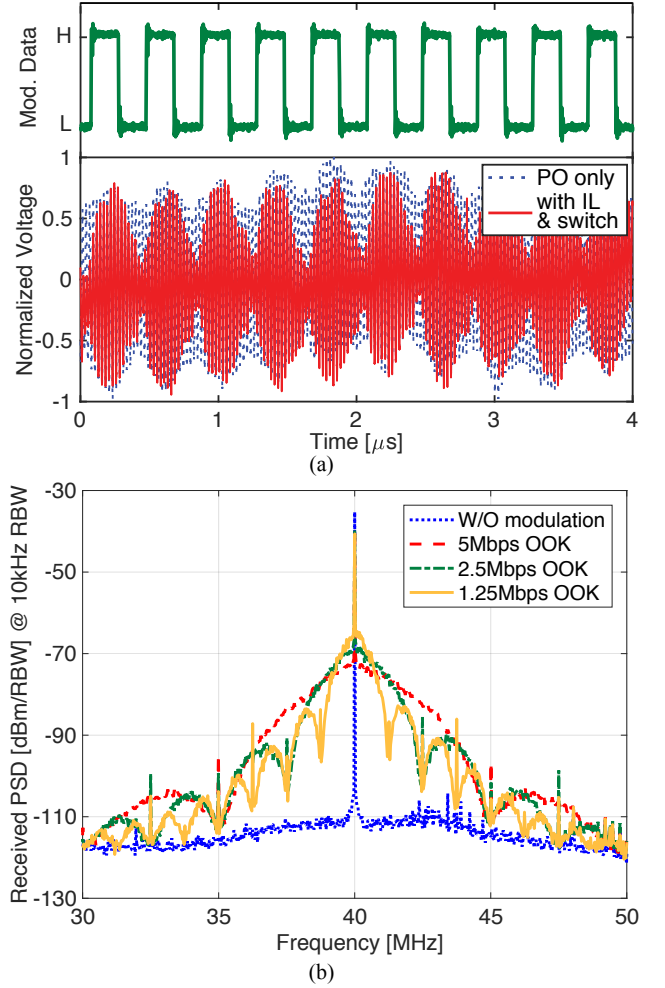 Mod. Data
H
L
Normalized Voltage
1
0.5
0
-0.5
-1
PO only
with IL
& switch
0 1 2 3 4
Time [μs]
(a)
Received PSD [dBm/RBW] @ 10kHz RBW
-30
-50
-70
-90
-110
-130
W/O modulation
5Mbps OOK
2.5Mbps OOK
1.25Mbps OOK
30 35 40 45 50
Frequency [MHz]
(b)